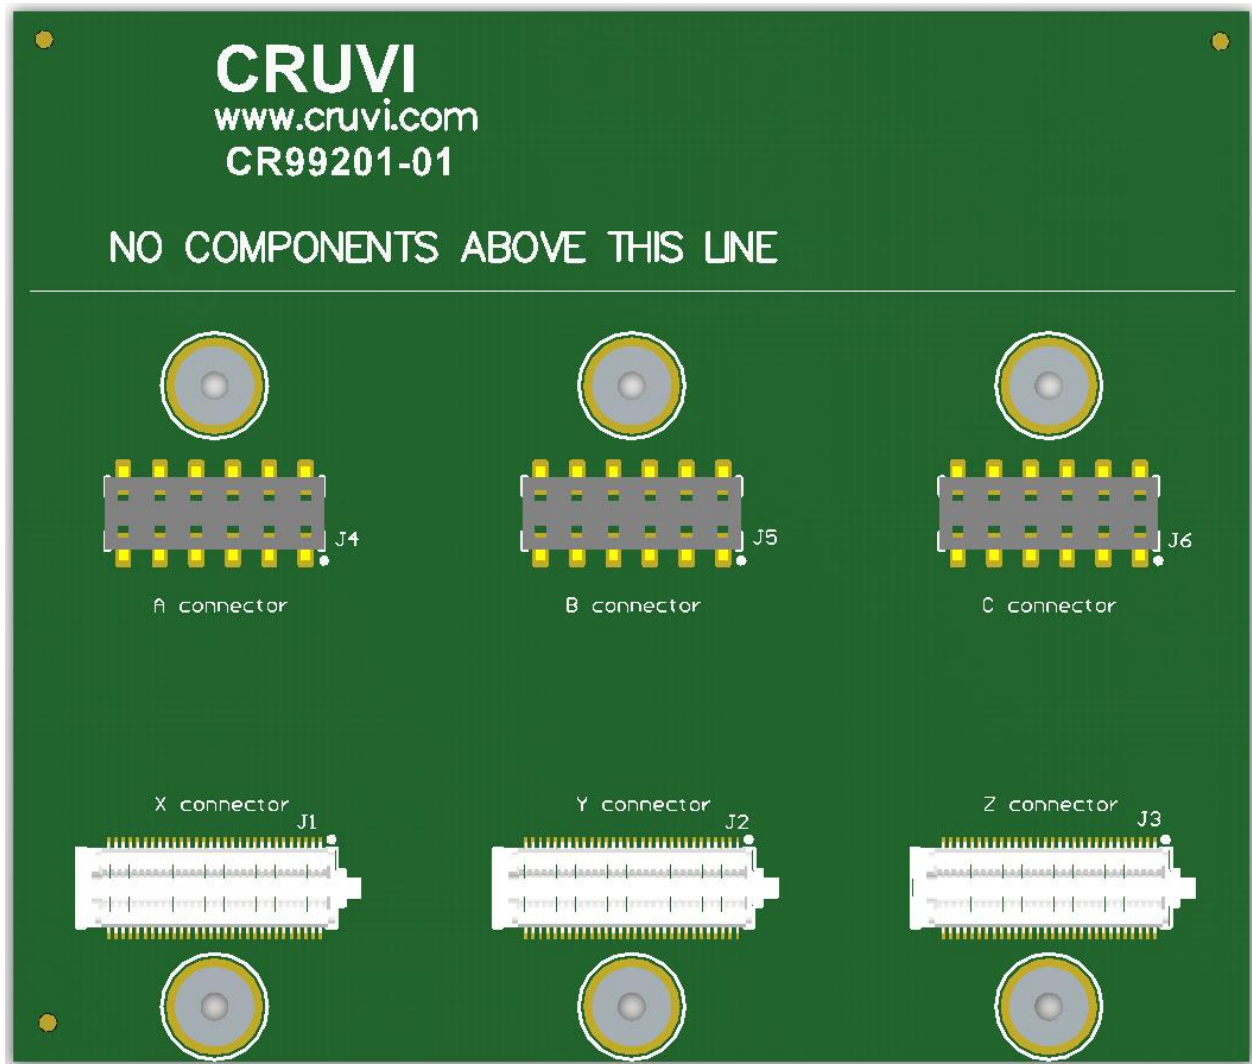 CRUVI
www.cruvi.com
CR99201-01
NO COMPONENTS ABOVE THIS LINE
J4
J5
J6
A connector
B connector
C connector
X connector
Y connector
Z connector
J1
J2
J3